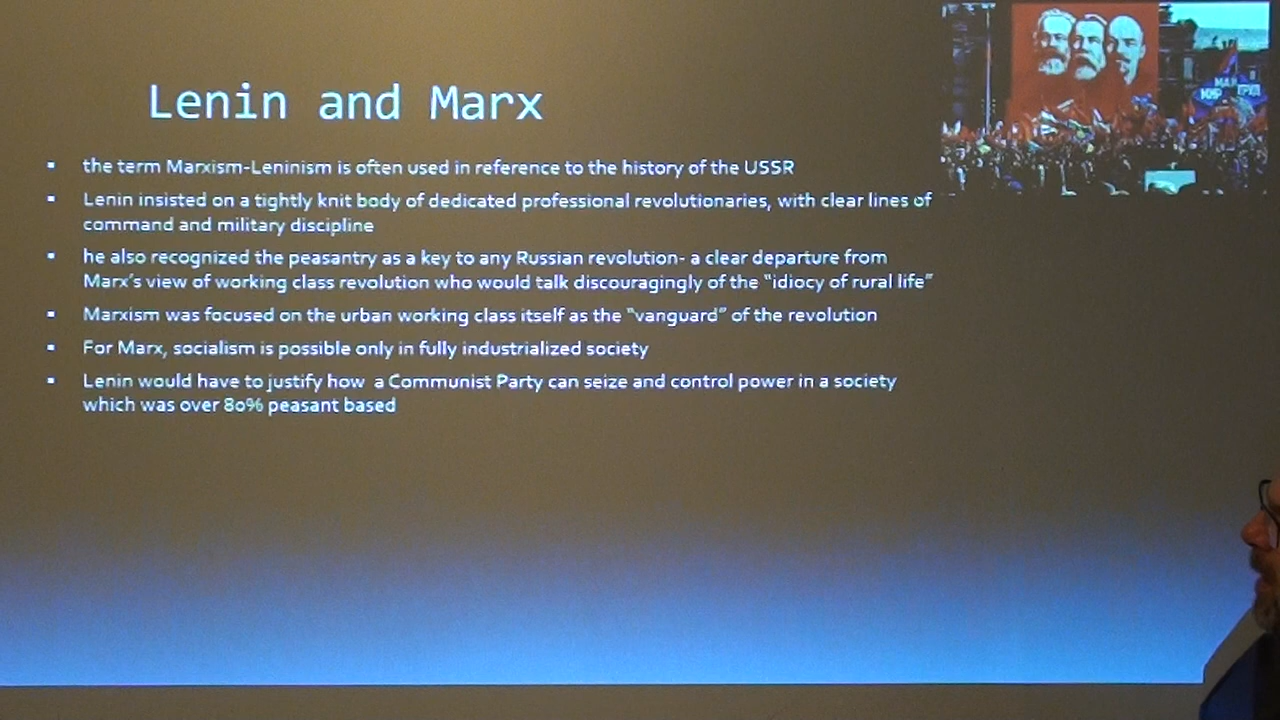 Lenin and Marx
▪ the term Marxism-Leninism is often used in reference to the history of the USSR
▪ Lenin insisted on a tightly knit body of dedicated professional revolutionaries, with clear lines of
command and military discipline
▪ he also recognized the peasantry as a key to any Russian revolution- a clear departure from
Marx's view of working class revolution who would talk discouragingly of the "idiocy of rural life"
▪ Marxism was focused on the urban working class itself as the "vanguard" of the revolution
▪ For Marx, socialism is possible only in fully industrialized society
▪ Lenin would have to justify how a Communist Party can seize and control power in a society
which was over 80% peasant based
МИР